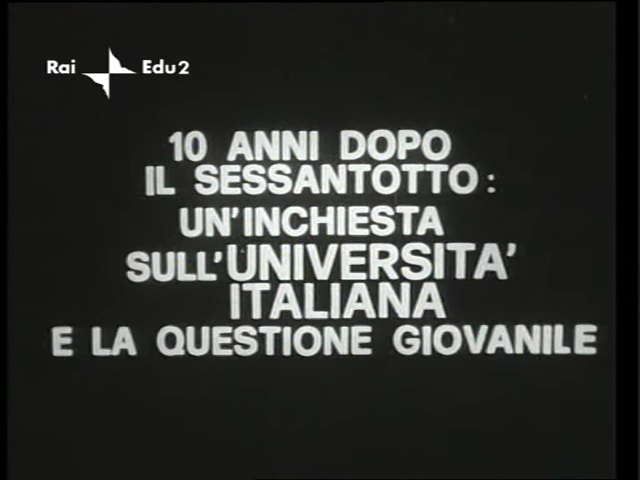 Rai Edu2
10 ANNI DOPO
IL SESSANTOTTO:
UN'INCHIESTA
SULL'UNIVERSITA'
ITALIANA
E LA QUESTIONE GIOVANILE